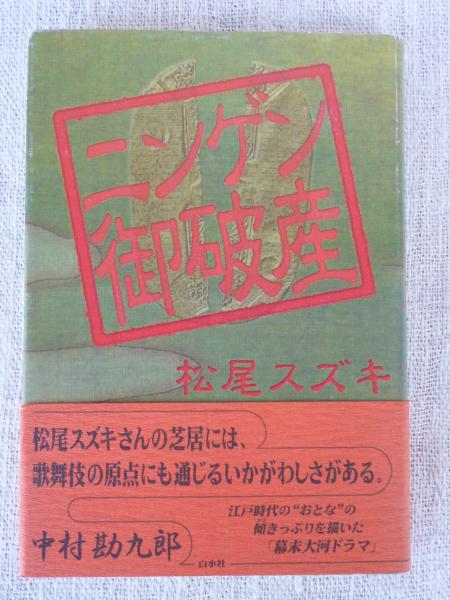 ニンゲン
御破産
松尾スズキ
松尾スズキさんの芝居には、
歌舞伎の原点にも通じるいかがわしさがある。
中村勘九郎
江戸時代の“おとな”の
傾きっぷりを描いた
「幕末大河ドラマ」
白水社